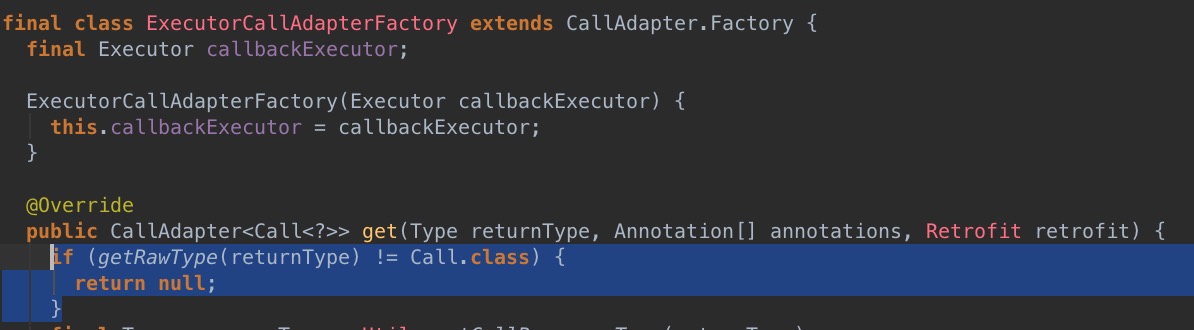 final class ExecutorCallAdapterFactory extends CallAdapter.Factory {
final Executor callbackExecutor;
ExecutorCallAdapterFactory(Executor callbackExecutor) {
this.callbackExecutor = callbackExecutor;
}
@Override
public CallAdapter<Call<?>> get(Type returnType, Annotation[] annotations, Retrofit retrofit) {
if (getRawType(returnType) != Call.class) {
return null;
}